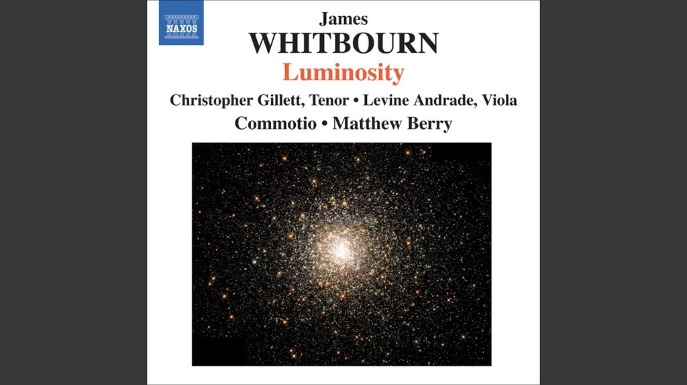 NAXOS
James
WHITBOURN
Luminosity
Christopher Gillett, Tenor • Levine Andrade, Viola
Commotio • Matthew Berry